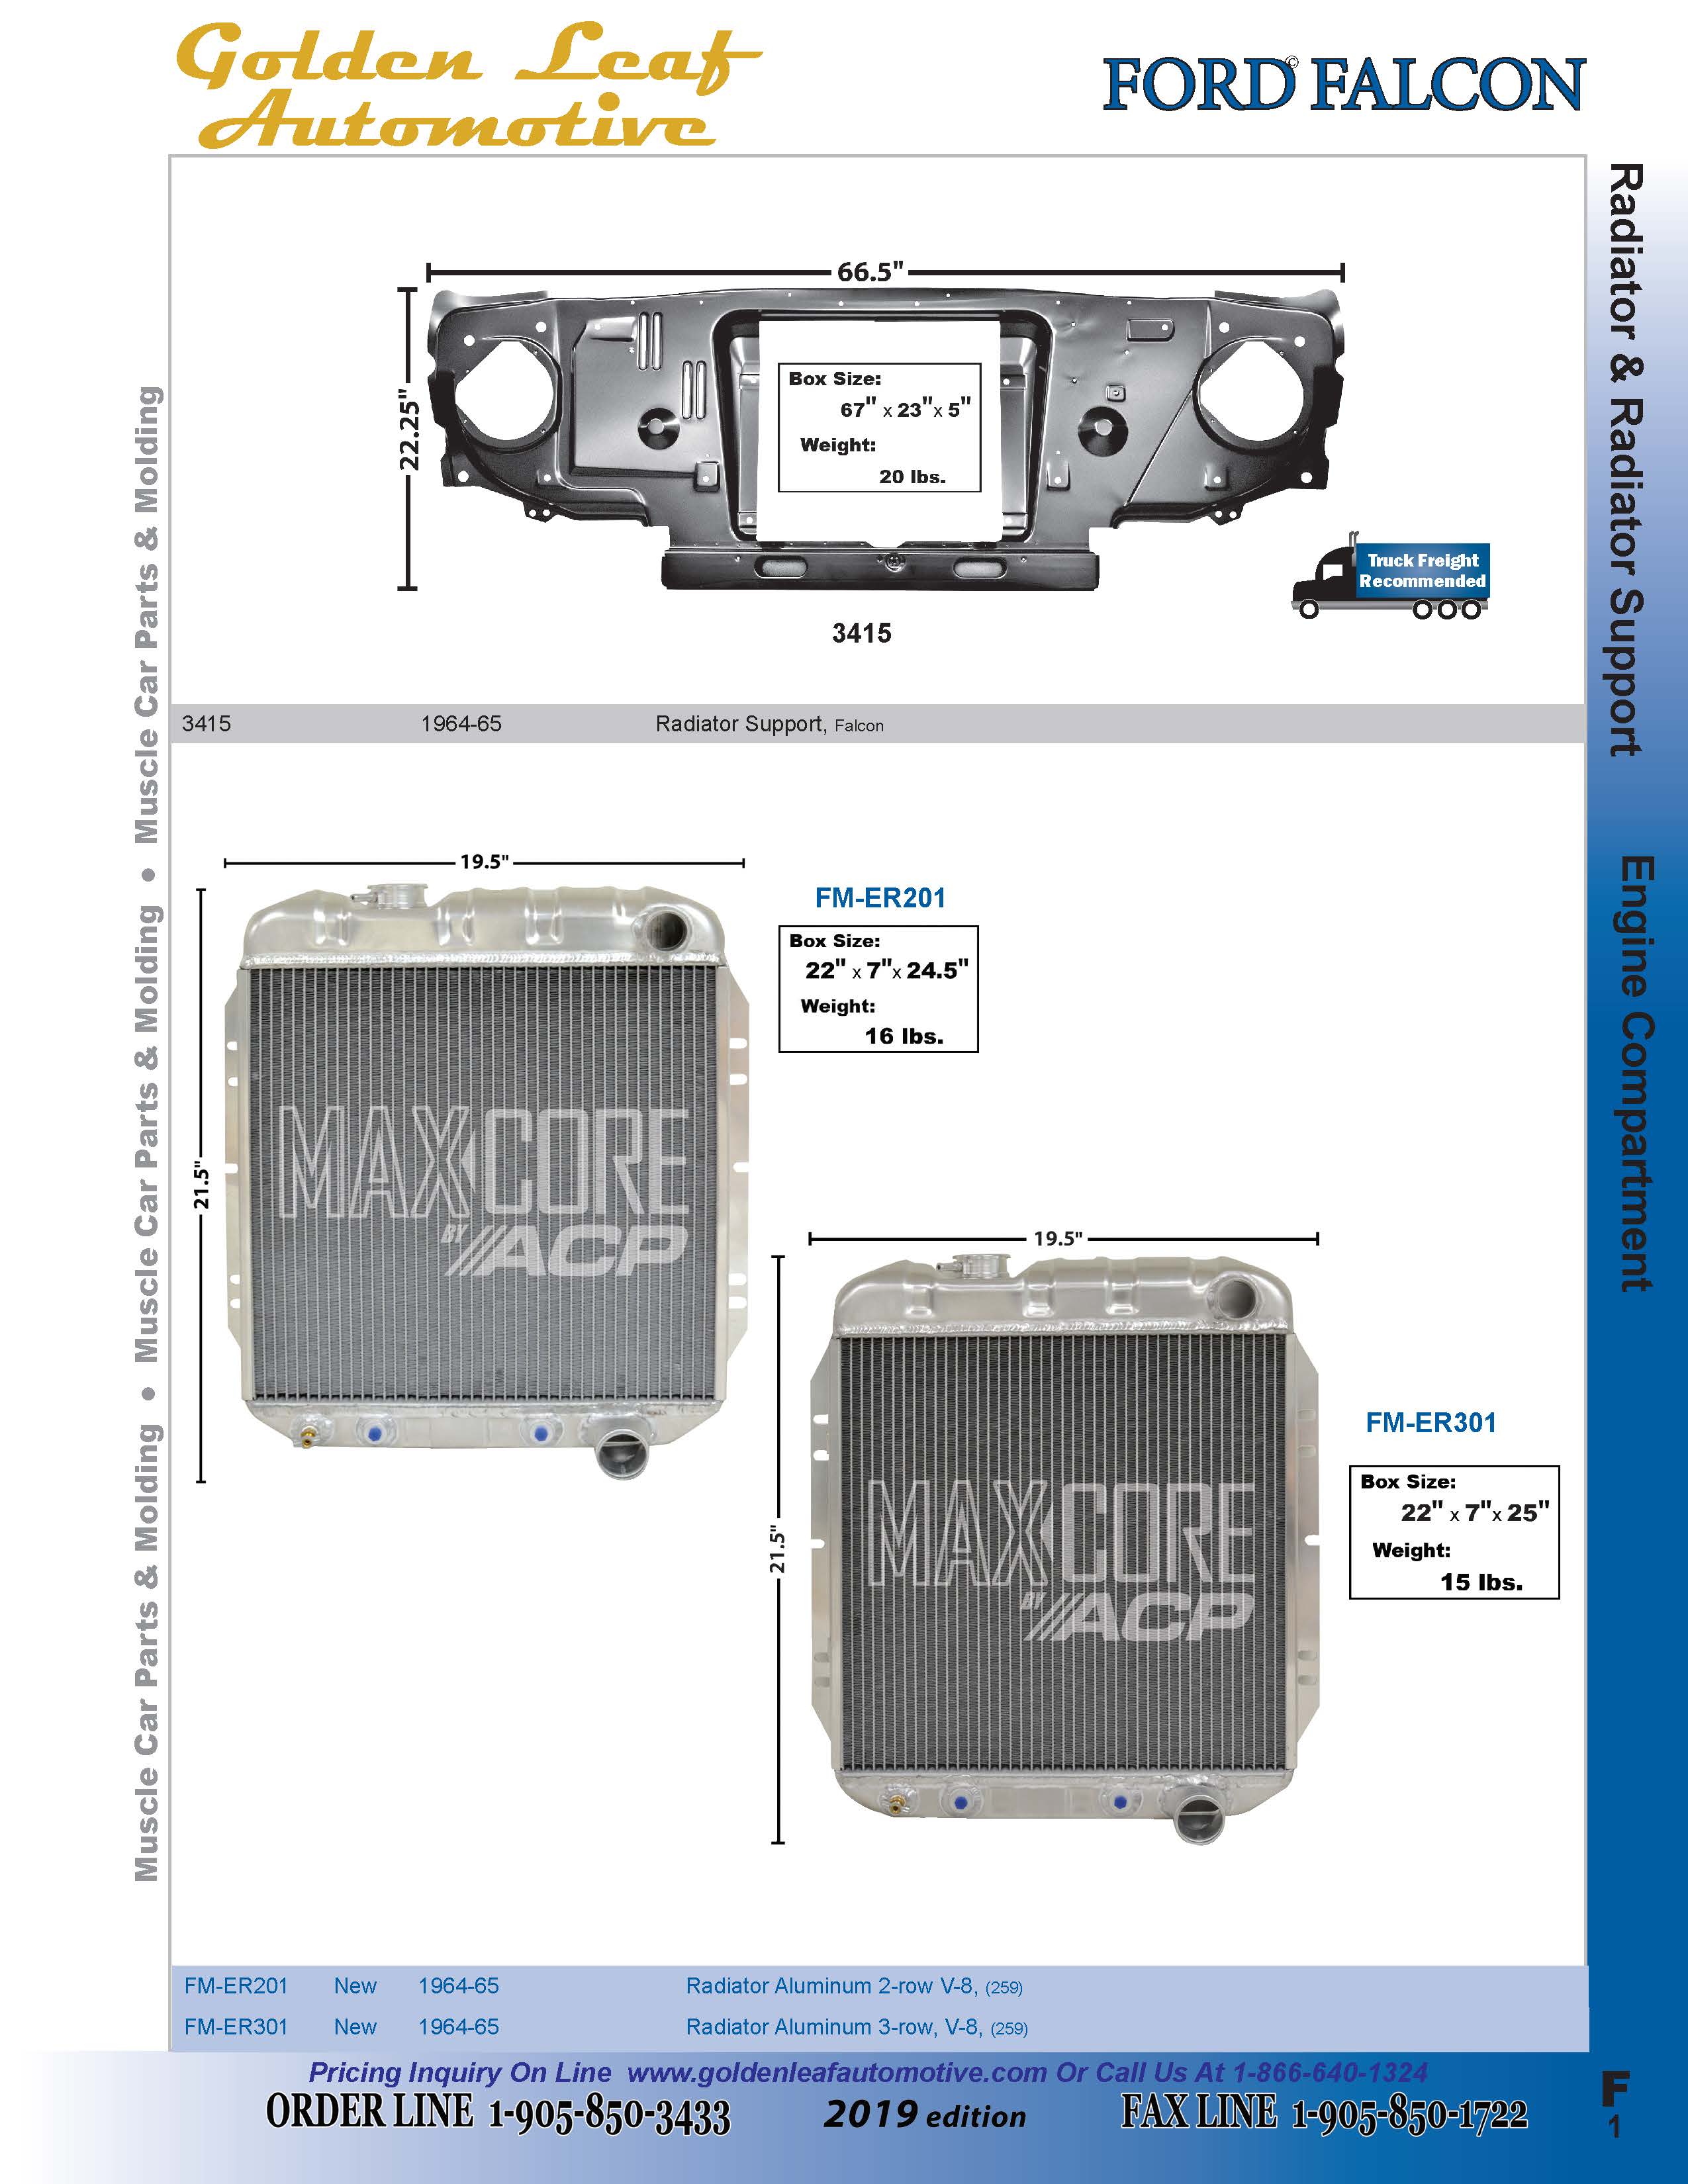 Golden Leaf
Automotive
FORD© FALCON
Radiator & Radiator Support
Engine Compartment
Muscle Car Parts & Molding • Muscle Car Parts & Molding • Muscle Car Parts & Molding
66.5"
22.25"
Box Size:
67" x 23" x 5"
Weight:
20 lbs.
Truck Freight
Recommended
3415
3415 1964-65 Radiator Support, Falcon
19.5"
21.5"
FM-ER201
Box Size:
22" x 7" x 24.5"
Weight:
16 lbs.
MAXCORE
BY ACP
19.5"
21.5"
FM-ER301
Box Size:
22" x 7" x 25"
Weight:
15 lbs.
MAXCORE
BY ACP
FM-ER201 New 1964-65 Radiator Aluminum 2-row V-8, (259)
FM-ER301 New 1964-65 Radiator Aluminum 3-row, V-8, (259)
Pricing Inquiry On Line www.goldenleafautomotive.com Or Call Us At 1-866-640-1324
ORDER LINE 1-905-850-3433 2019 edition FAX LINE 1-905-850-1722
F
1